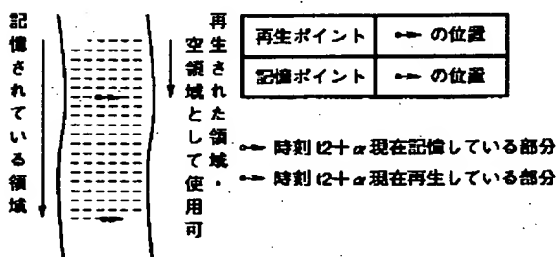 記憶されている領域
再生された領域・
空領域として使用可
再生ポイント
の位置
記憶ポイント
の位置
時刻t2+α現在記憶している部分
時刻t2+α現在再生している部分